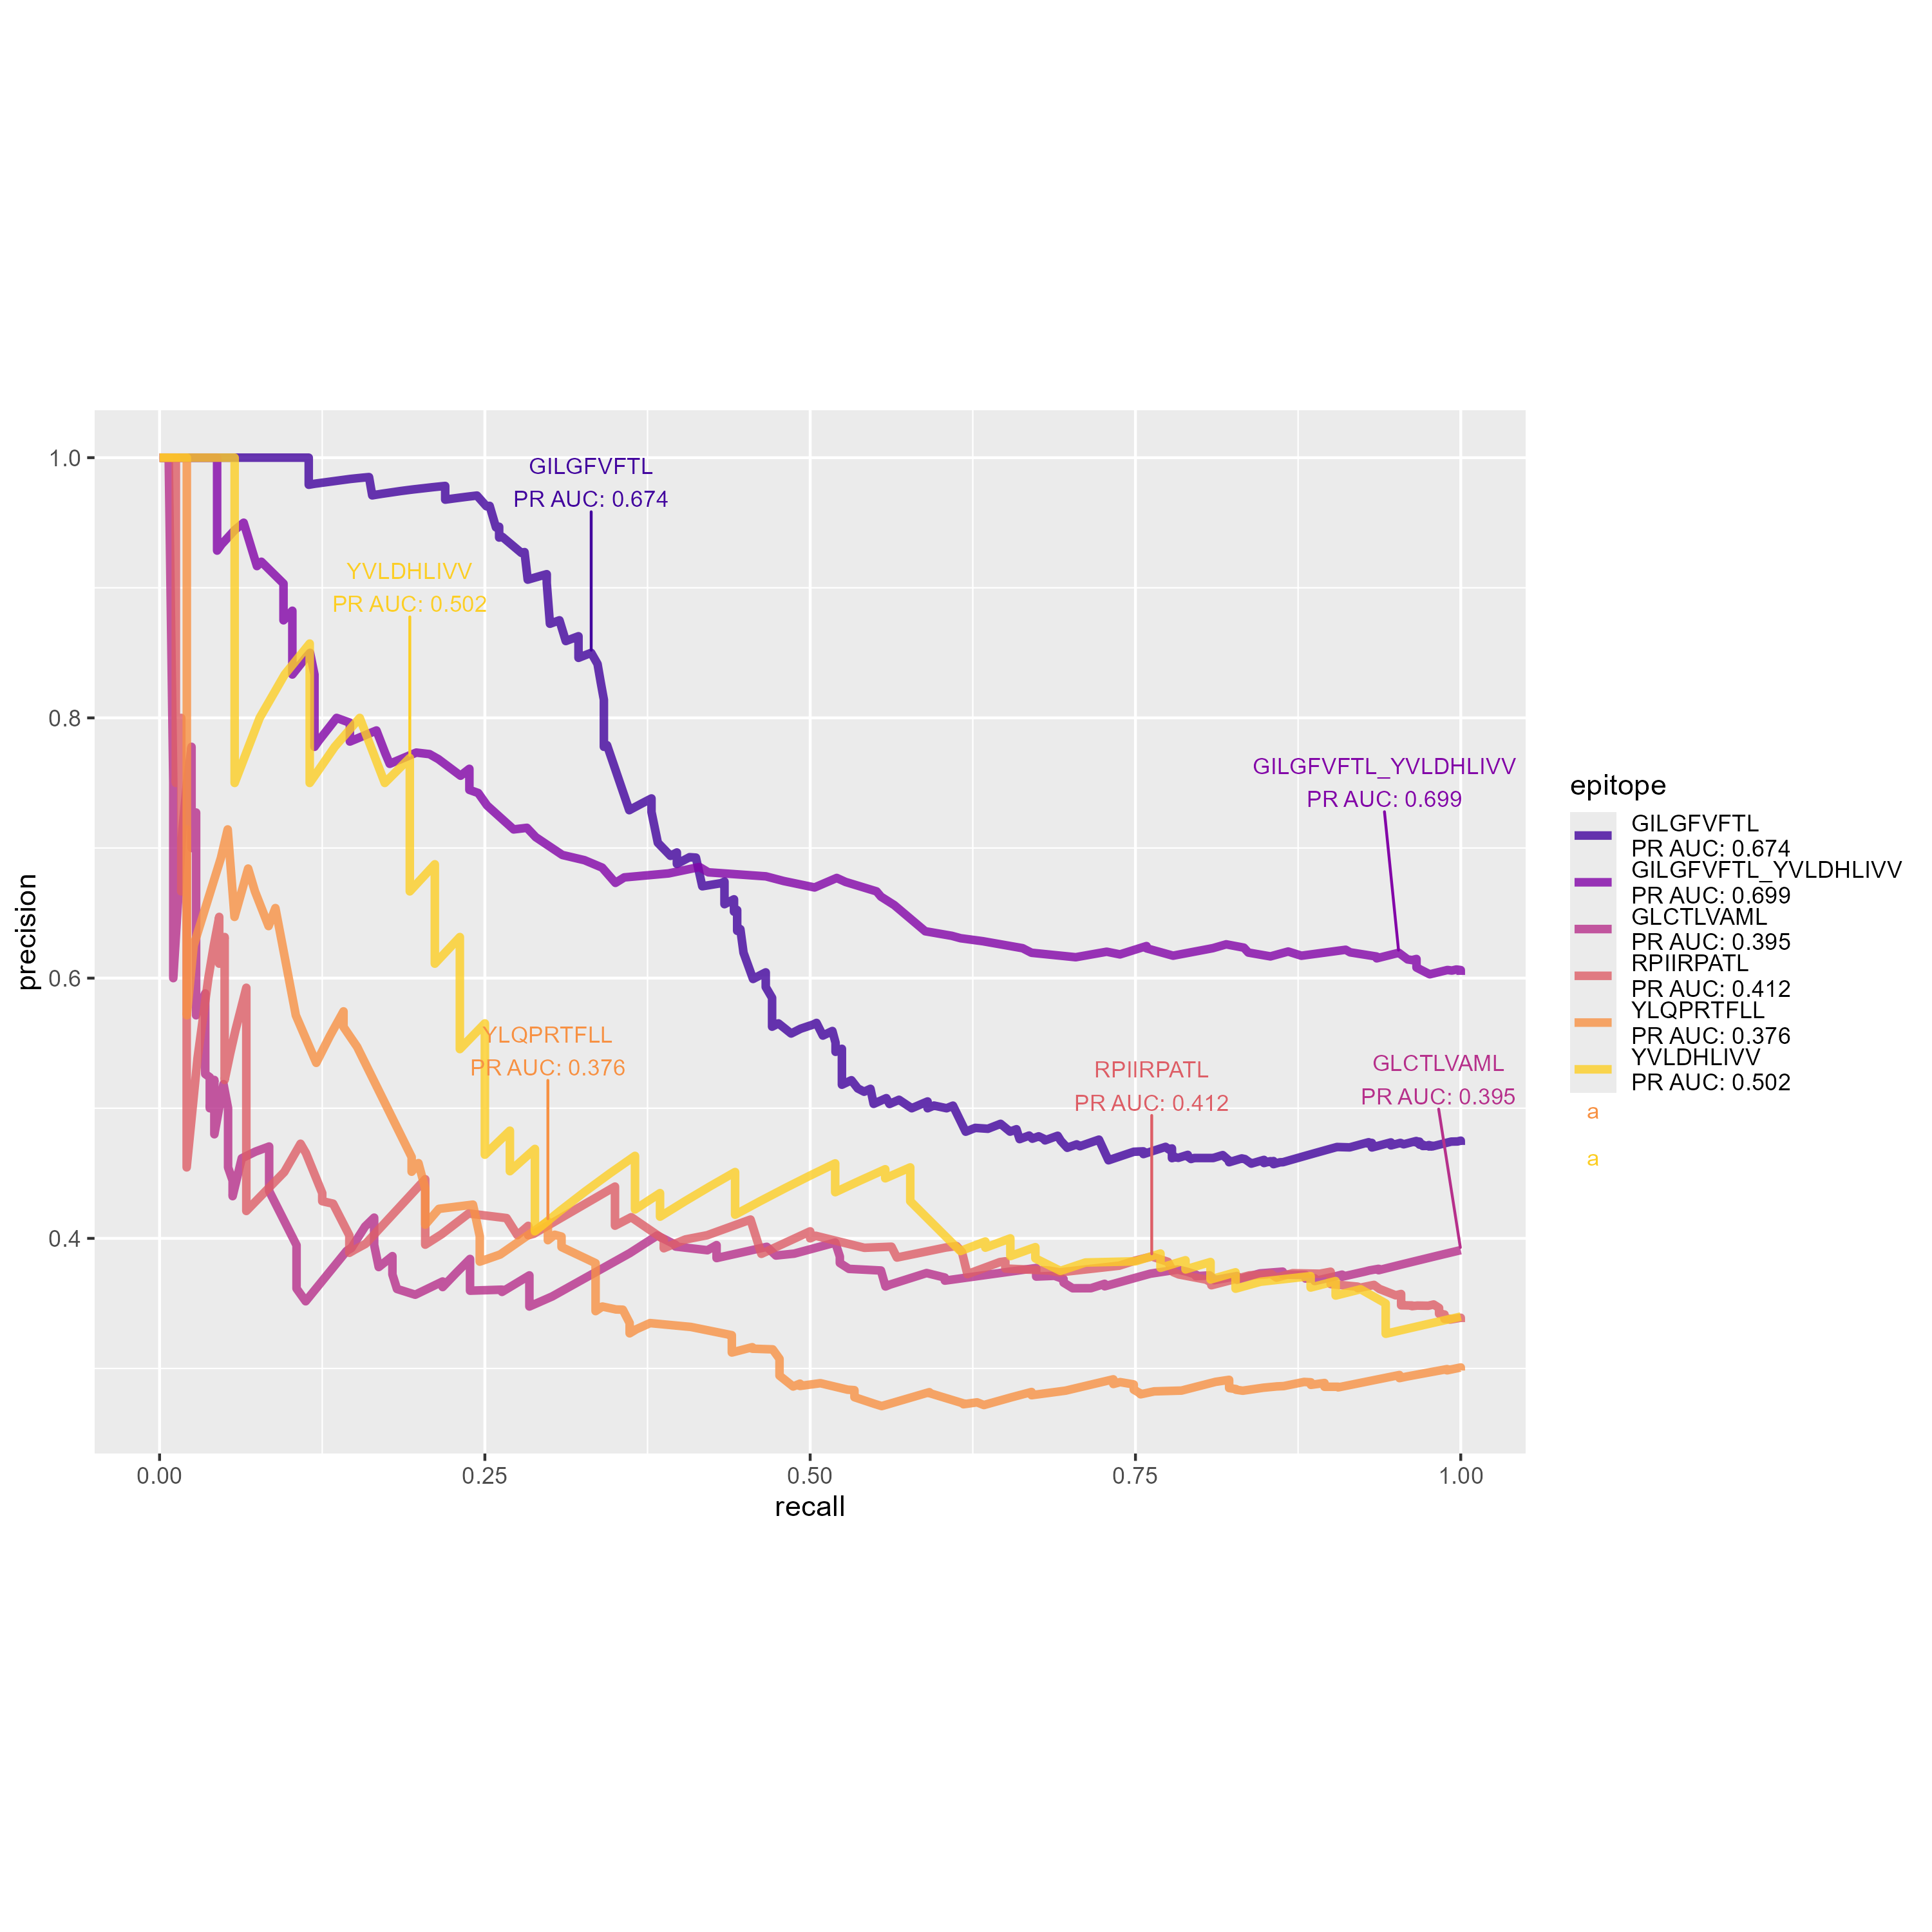 1.0
0.8
0.6
0.4
precision
0.00
0.25
0.50
0.75
1.00
recall
GILGFVFTL
PR AUC: 0.674
YVLDHLIVV
PR AUC: 0.502
GILGFVFTL_YVLDHLIVV
PR AUC: 0.699
YLQPRTFLL
PR AUC: 0.376
RPIIRPATL
PR AUC: 0.412
GLCTLVAML
PR AUC: 0.395
epitope
GILGFVFTL
PR AUC: 0.674
GILGFVFTL_YVLDHLIVV
PR AUC: 0.699
GLCTLVAML
PR AUC: 0.395
RPIIRPATL
PR AUC: 0.412
YLQPRTFLL
PR AUC: 0.376
YVLDHLIVV
PR AUC: 0.502
a
a